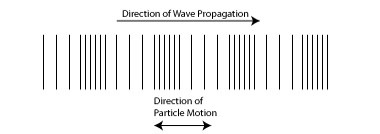 Direction of Wave Propagation
Direction of
Particle Motion